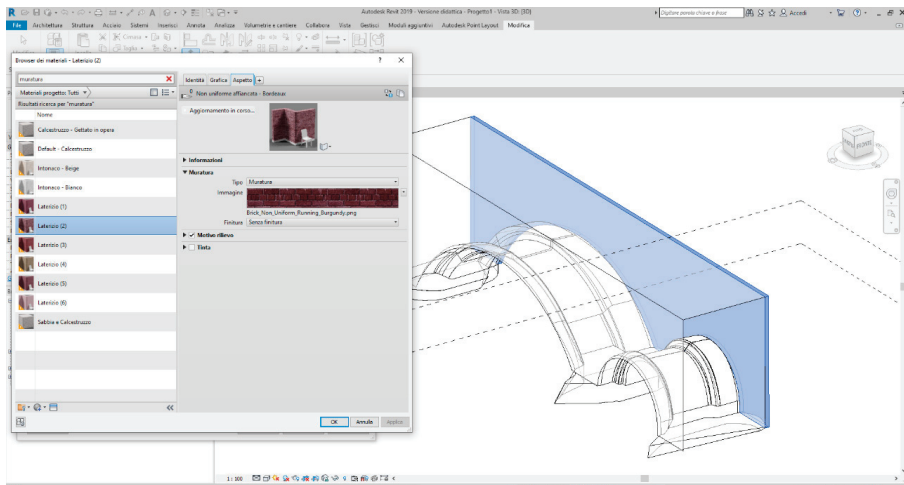 Autodesk Revit 2019 - Versione didattica - Progetto1 - Vista 3D: {3D}
Digitare parola chiave o frase
Accedi
File Architettura Struttura Acciaio Sistemi Inserisci Annota Analizza Volumetrie e cantiere Collabora Vista Gestisci Moduli aggiuntivi Autodesk Point Layout Modifica
Browser dei materiali - Laterizio (2)
muratura
Identità Grafica Aspetto
Materiali progetto: Tutti
Non uniforme affiancata - Bordeaux
Risultati ricerca per "muratura"
Aggiornamento in corso...
Nome
Calcestruzzo - Gettato in opera
Default - Calcestruzzo
Intonaco - Beige
Informazioni
Muratura
Tipo Muratura
Intonaco - Bianco
Immagine
Laterizio (1)
Brick_Non_Uniform_Running_Burgundy.png
Laterizio (2)
Finitura Senza finitura
Motivo rilievo
Laterizio (3)
Tinta
Laterizio (4)
Laterizio (5)
Laterizio (6)
Sabbia e Calcestruzzo
OK Annulla Applica
1 : 100